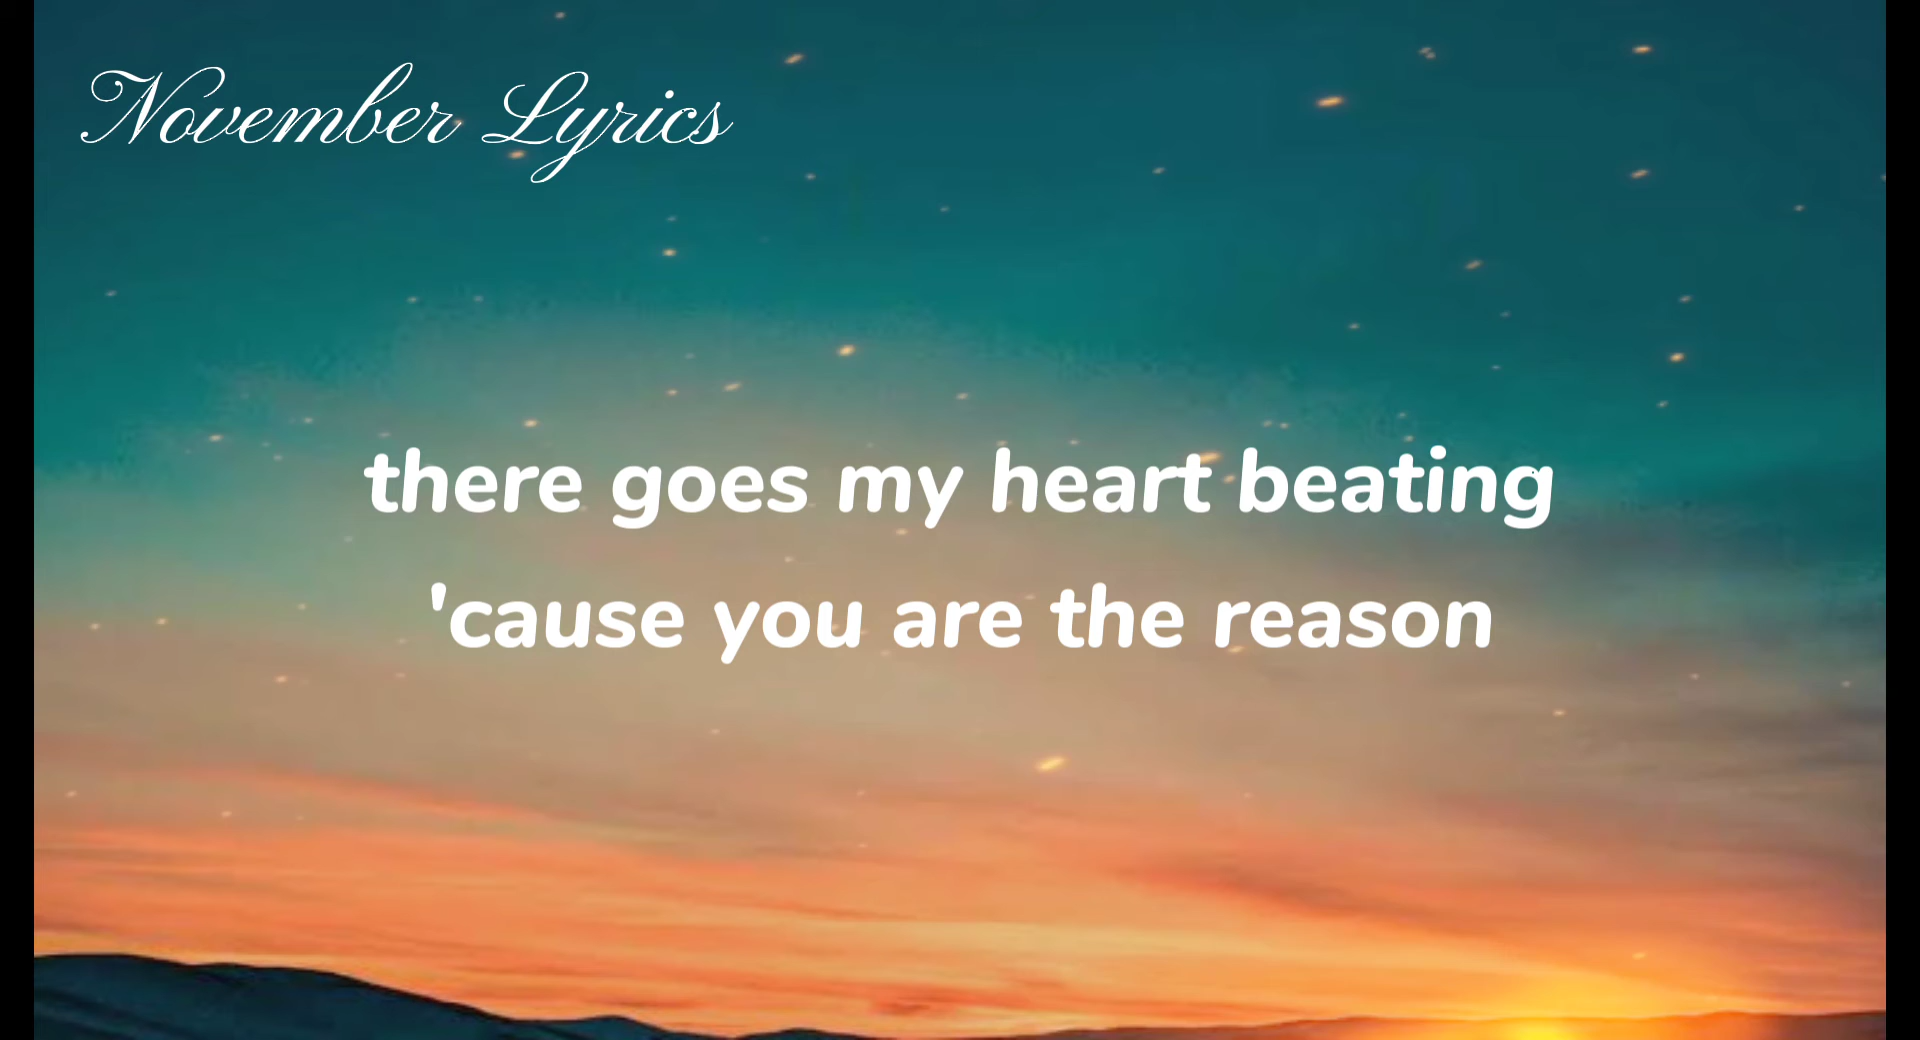 November Lyrics
there goes my heart beating
'cause you are the reason